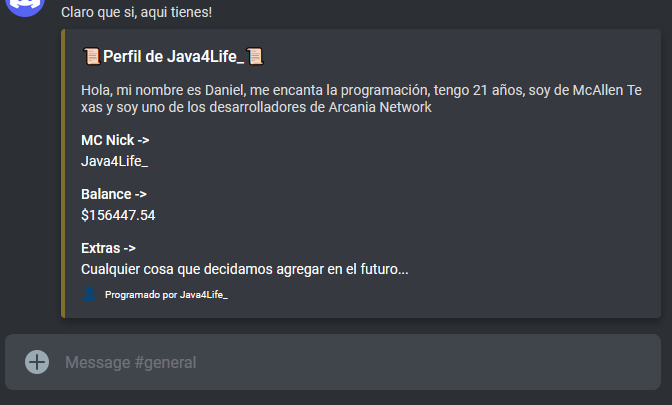 Claro que si, aqui tienes!
📜Perfil de Java4Life_📜
Hola, mi nombre es Daniel, me encanta la programación, tengo 21 años, soy de McAllen Te
xas y soy uno de los desarrolladores de Arcania Network
MC Nick ->
Java4Life_
Balance ->
$156447.54
Extras ->
Cualquier cosa que decidamos agregar en el futuro...
Programado por Java4Life_
Message #general